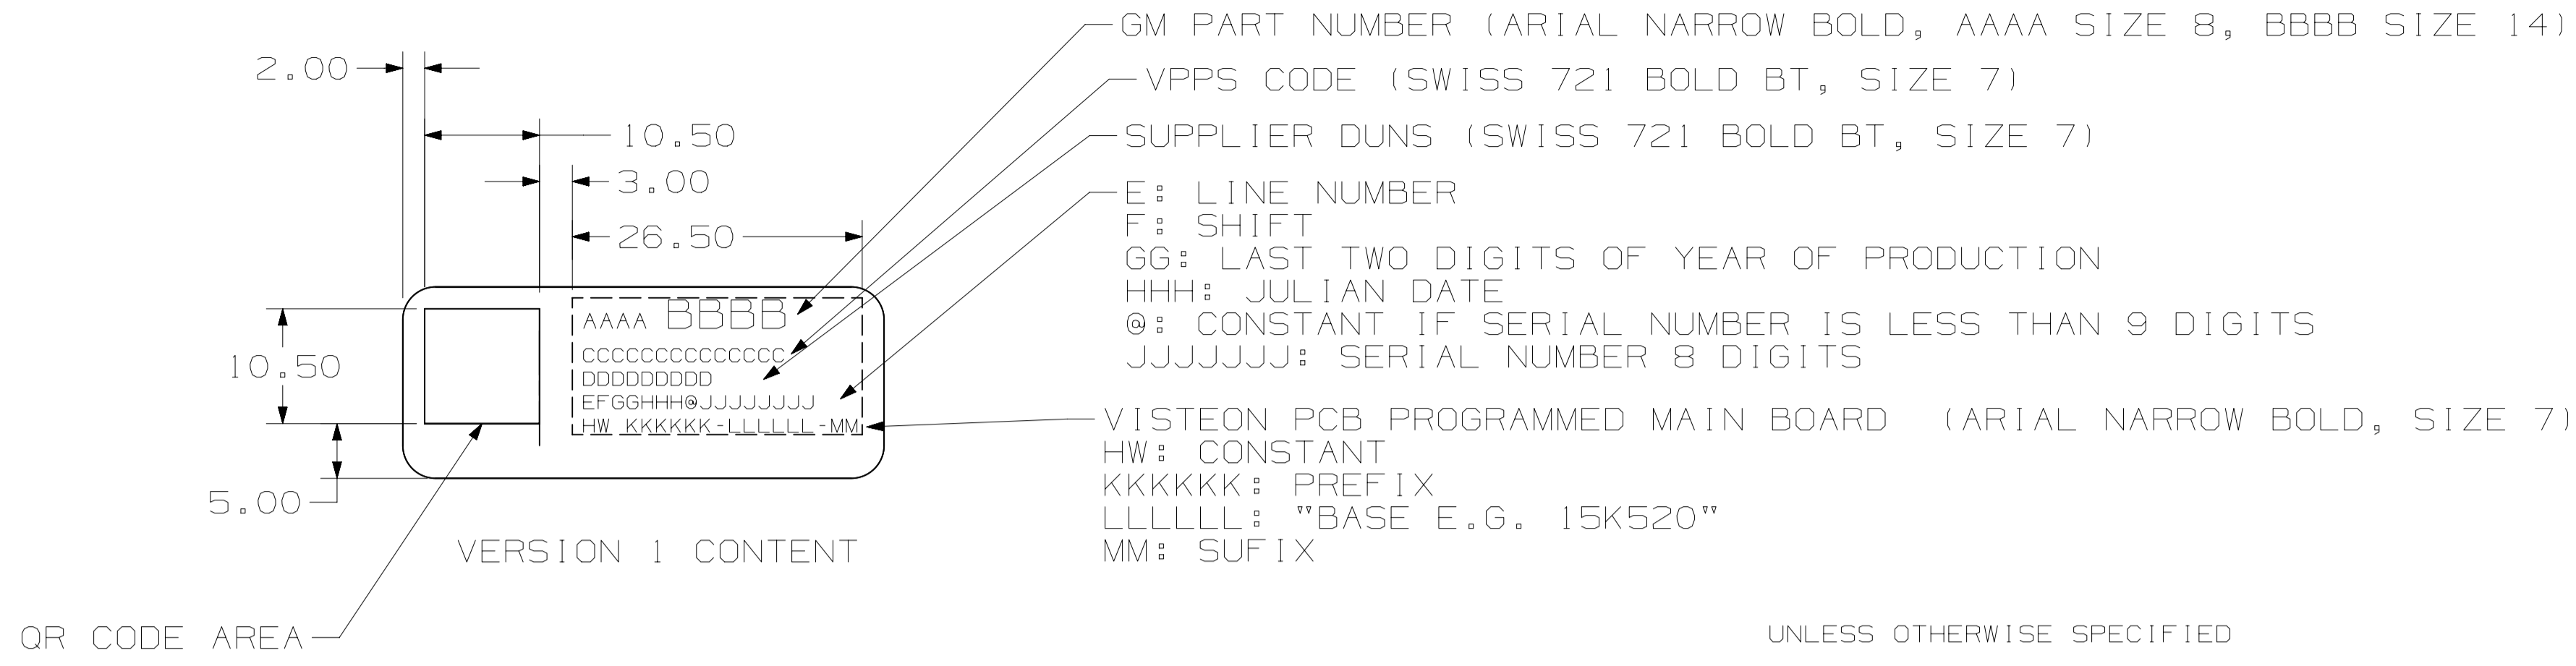 GM PART NUMBER (ARIAL NARROW BOLD, AAAA SIZE 8, BBBB SIZE 14)
2.00
VPPS CODE (SWISS 721 BOLD BT, SIZE 7)
10.50
SUPPLIER DUNS (SWISS 721 BOLD BT, SIZE 7)
3.00
E: LINE NUMBER
F: SHIFT
26.50
GG: LAST TWO DIGITS OF YEAR OF PRODUCTION
HHH: JULIAN DATE
@: CONSTANT IF SERIAL NUMBER IS LESS THAN 9 DIGITS
JJJJJJJ: SERIAL NUMBER 8 DIGITS
AAAA BBBB
CCCCCCCCCCCCCC
DDDDDDDDD
EFGGHHH@JJJJJJJJ
HW KKKKKK-LLLLLL-MM
10.50
5.00
VISTEON PCB PROGRAMMED MAIN BOARD (ARIAL NARROW BOLD, SIZE 7)
HW: CONSTANT
KKKKKK: PREFIX
LLLLLL: "BASE E.G. 15K520"
MM: SUFIX
VERSION 1 CONTENT
QR CODE AREA
UNLESS OTHERWISE SPECIFIED